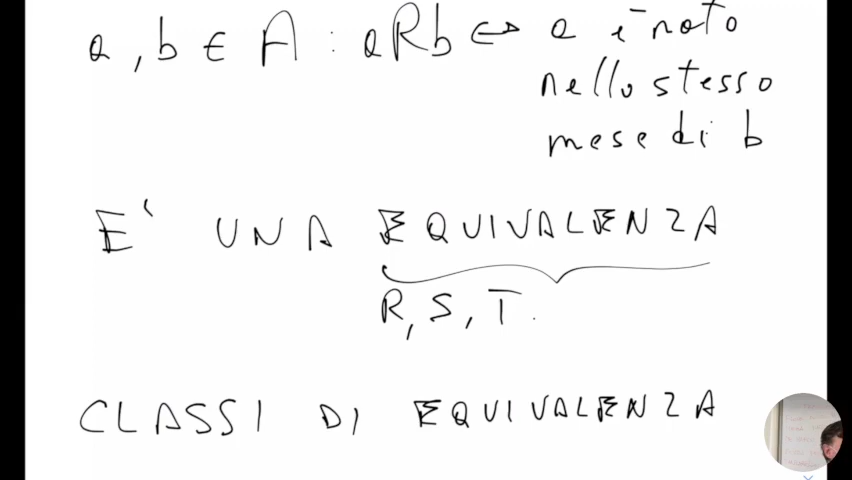 a, b ∈ A : aRb ⇔ a è nato
nello stesso
mese di b
E' UNA EQUIVALENZA
R, S, T.
CLASSI DI EQUIVALENZA